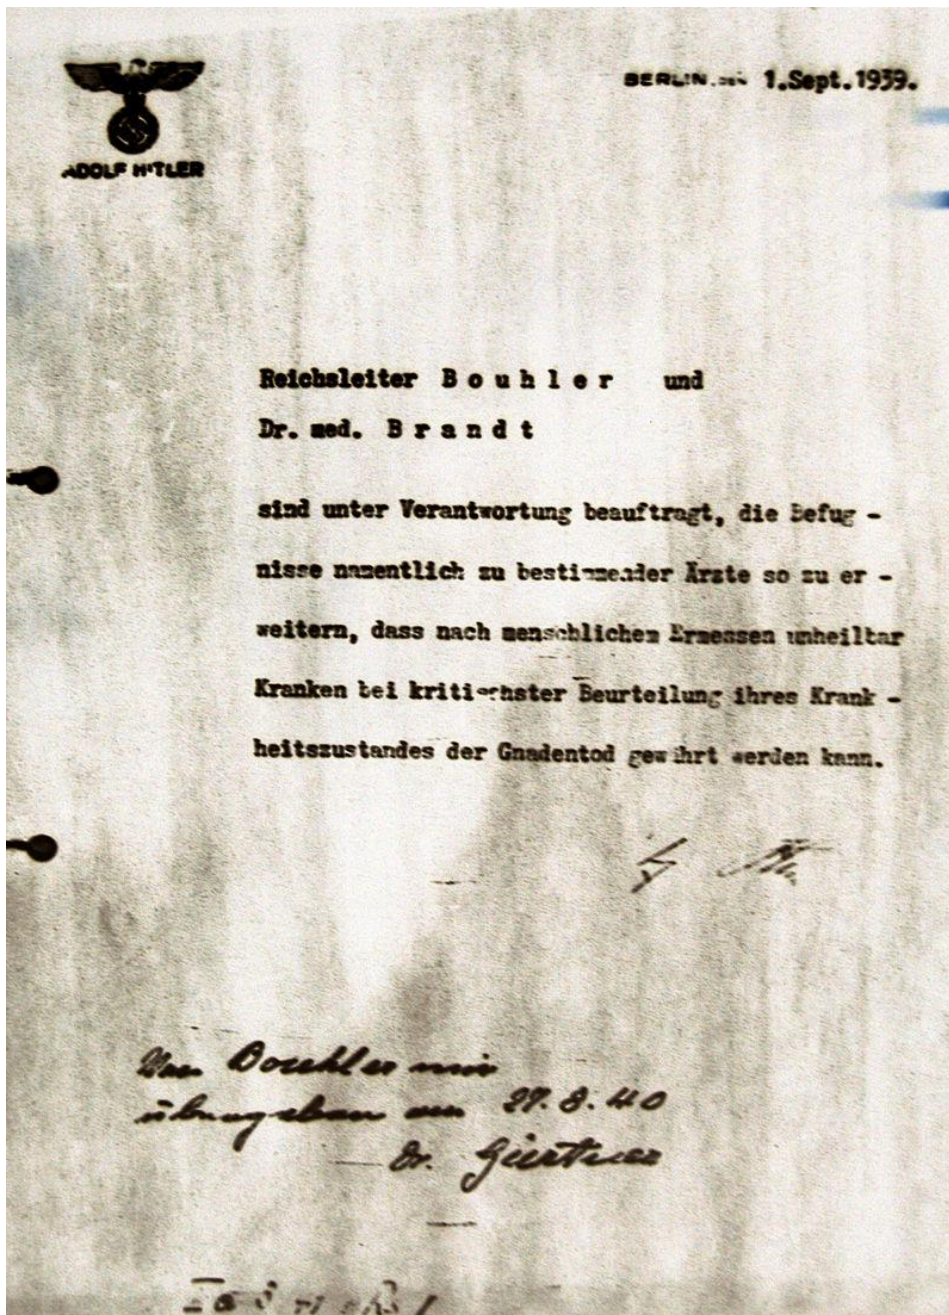 BERLIN, den 1.Sept.1939.
ADOLF HITLER
Reichsleiter B o u h l e r und
Dr. med. B r a n d t
sind unter Verantwortung beauftragt, die Befug -
nisse namentlich zu bestimmender Ärzte so zu er -
weitern, dass nach menschlichem Ermessen unheilbar
Kranken bei kritischster Beurteilung ihres Krank -
heitszustandes der Gnadentod gewährt werden kann.
Von Bouhler mir
übergeben am 27.8.40
Dr. Gürtner